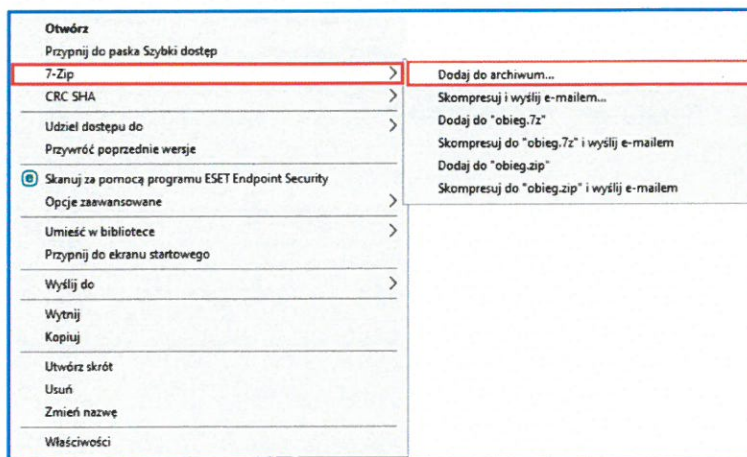 Otwórz
Przypnij do paska Szybki dostęp
7-Zip
CRC SHA
Udziel dostępu do
Przywróć poprzednie wersje
Skanuj za pomocą programu ESET Endpoint Security
Opcje zaawansowane
Umieść w bibliotece
Przypnij do ekranu startowego
Wyślij do
Wytnij
Kopiuj
Utwórz skrót
Usuń
Zmień nazwę
Właściwości
Dodaj do archiwum...
Skompresuj i wyślij e-mailem...
Dodaj do "obieg.7z"
Skompresuj do "obieg.7z" i wyślij e-mailem
Dodaj do "obieg.zip"
Skompresuj do "obieg.zip" i wyślij e-mailem